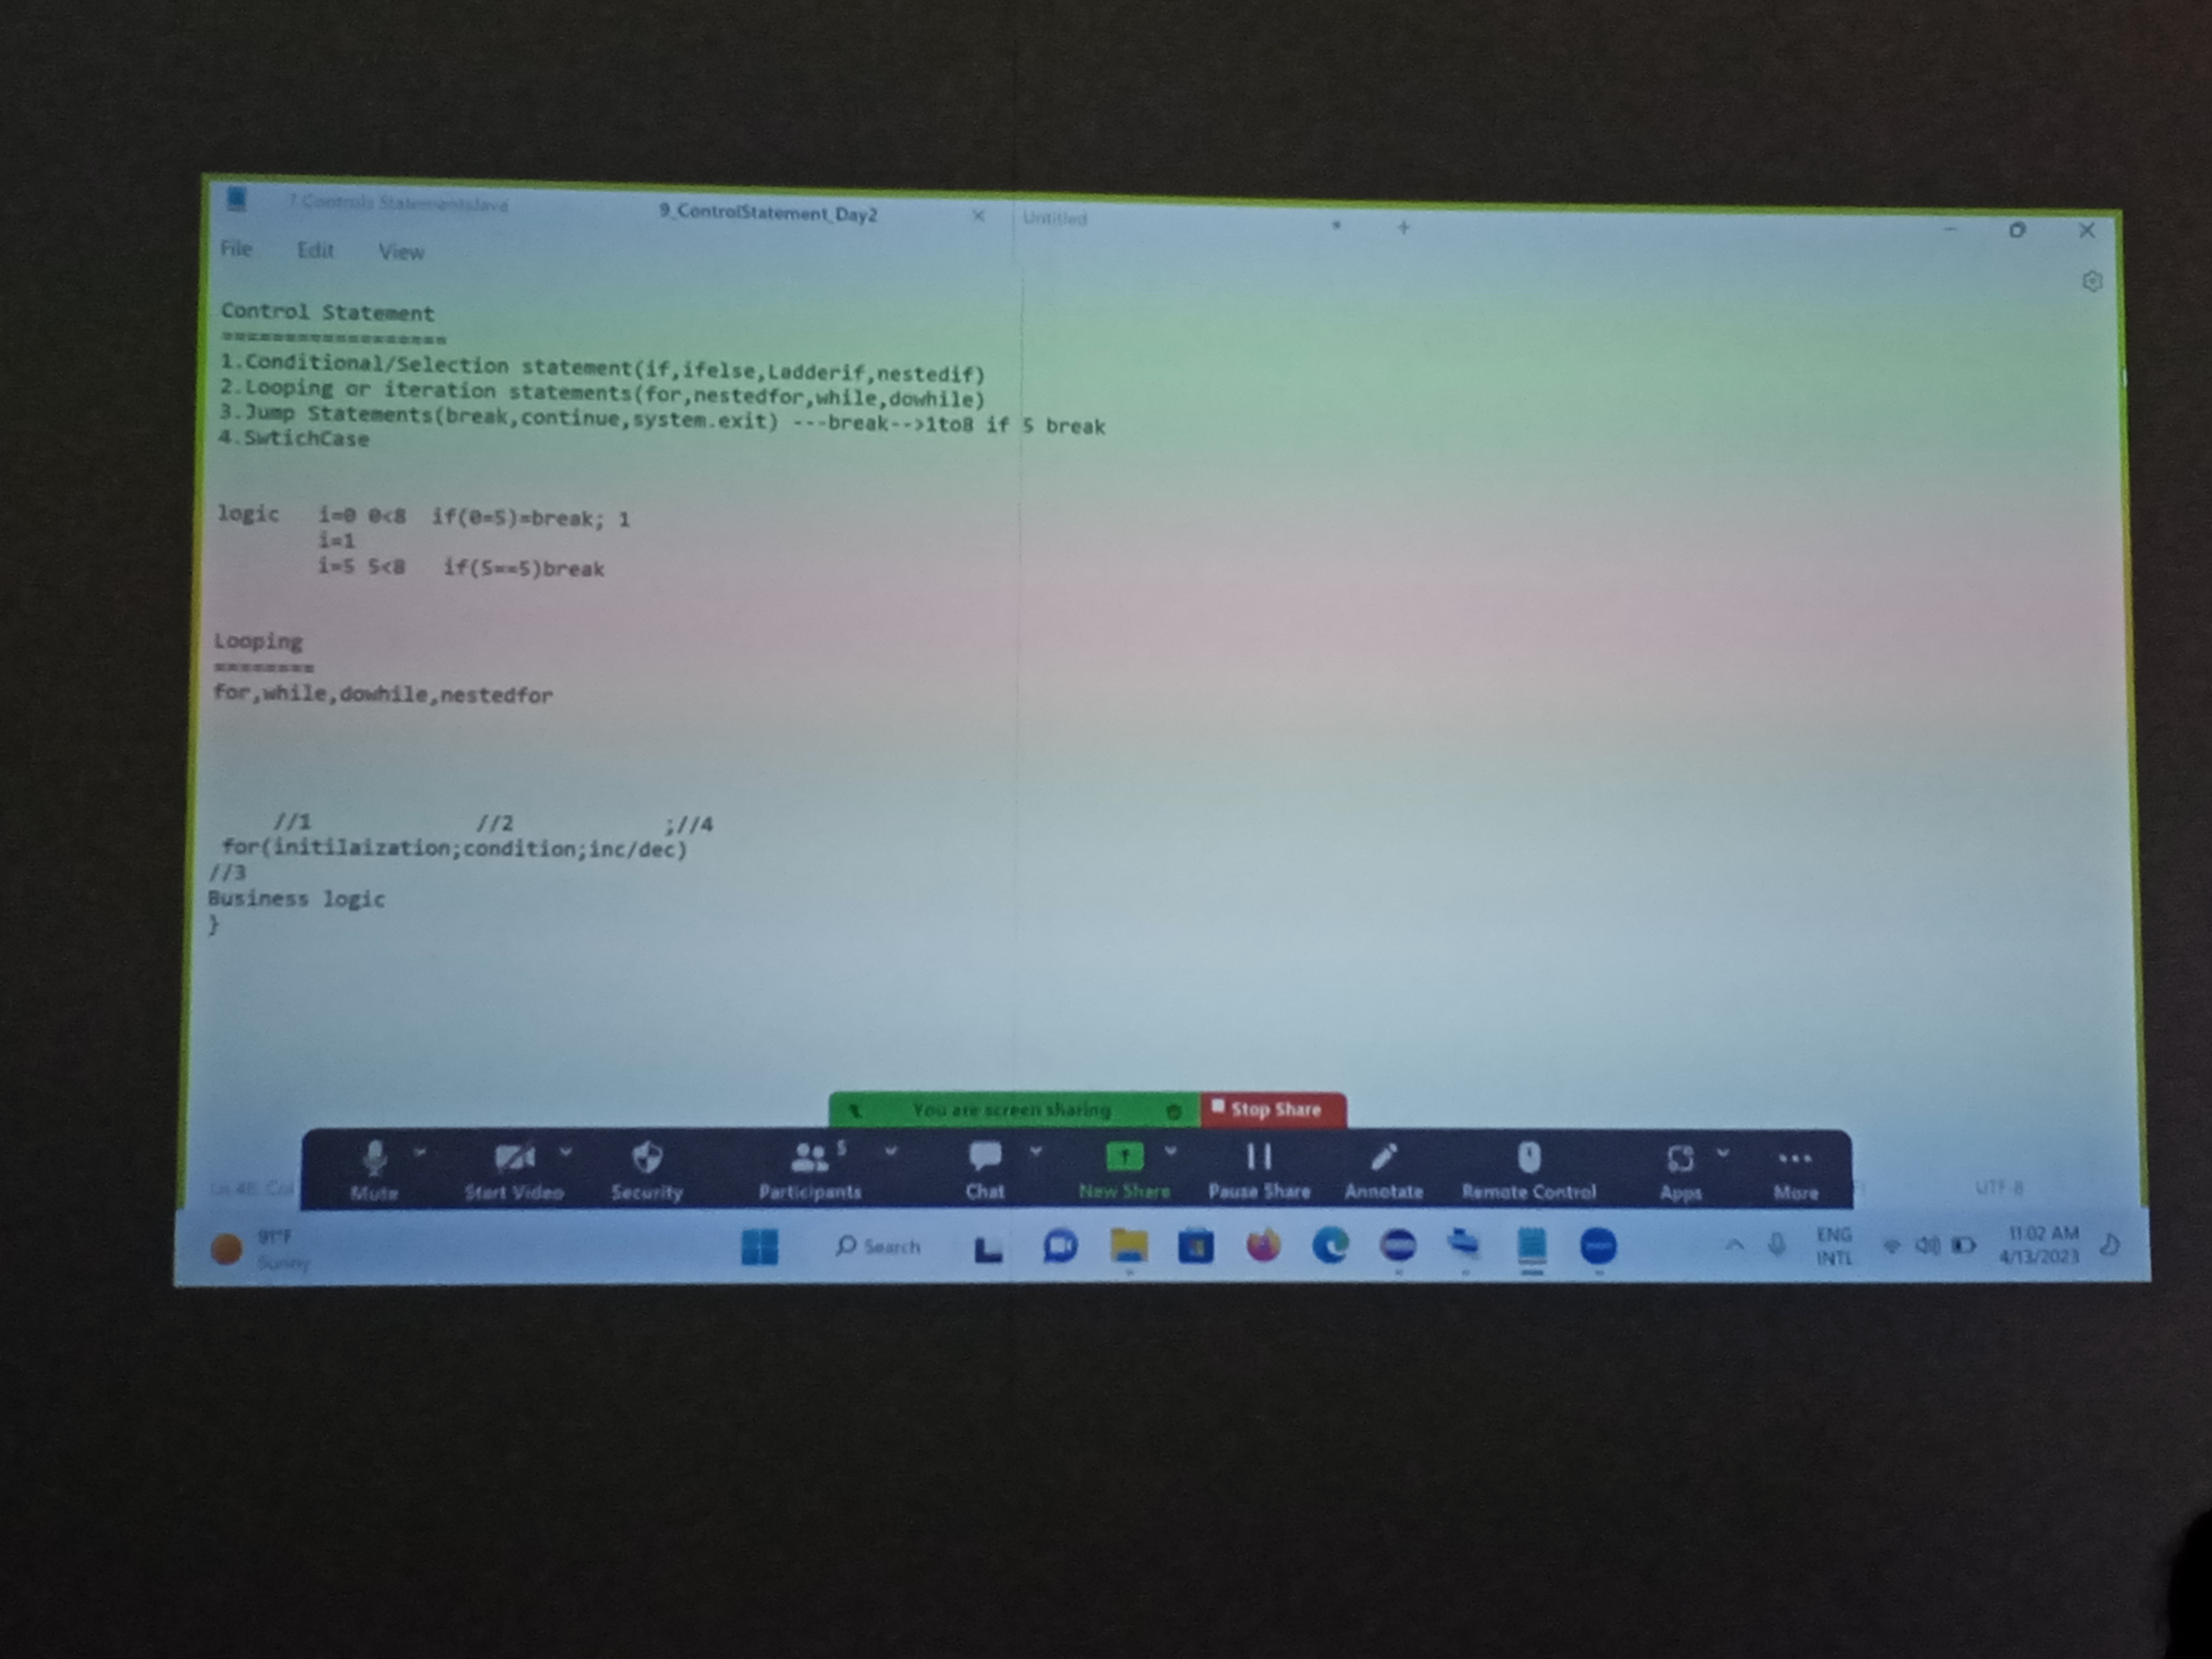 7 Controls Statements
9_ControlStatement_Day2
Untitled
File Edit View
Control Statement
==================
1.Conditional/Selection statement(if,ifelse,Ladderif,nestedif)
2.Looping or iteration statements(for,nestedfor,while,dowhile)
3.Jump Statements(break,continue,system.exit) ---break-->1to8 if 5 break
4.SwtichCase
logic i=0 0<8 if(0=5)=break; 1
i=1
i=5 5<8 if(5==5)break
Looping
========
for,while,dowhile,nestedfor
//1 //2 ;//4
for(initilaization;condition;inc/dec)
//3
Business logic
}
You are screen sharing Stop Share
5
Mute Start Video Security Participants Chat New Share Pause Share Annotate Remote Control Apps More
UTF-8
91°F
Sunny
Search
ENG
INTL
11:02 AM
4/13/2023